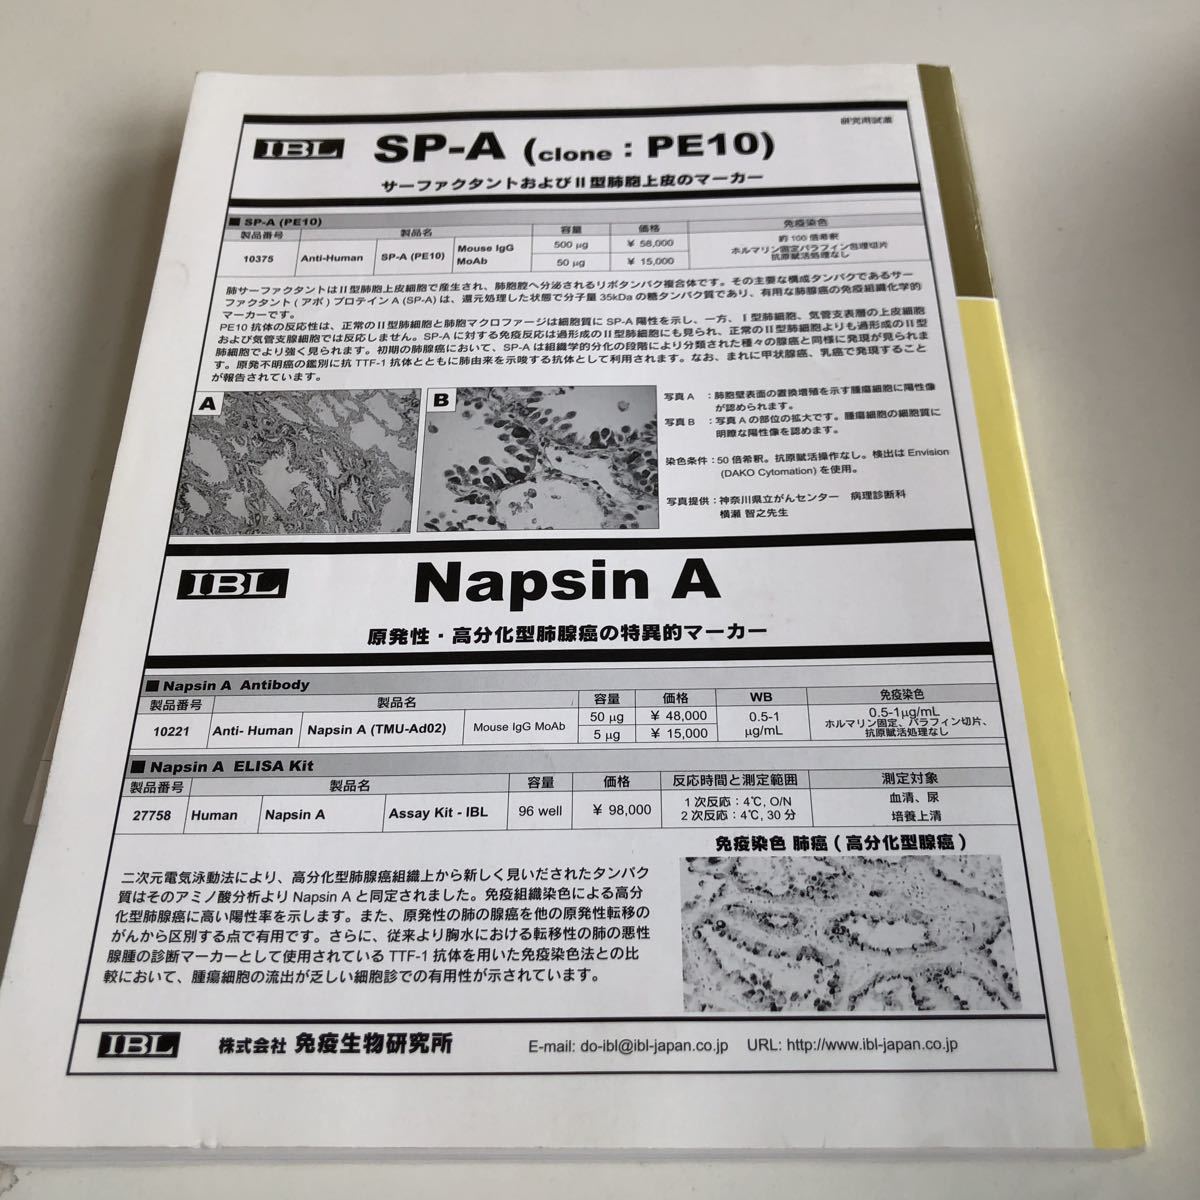 研究用試薬
IBL SP-A (clone : PE10)
サーファクタントおよびII型肺胞上皮のマーカー
■ SP-A (PE10)
製品番号 製品名 容量 価格 免疫染色
10375 Anti-Human SP-A (PE10) Mouse IgG MoAb 500 μg ¥ 58,000 約100倍希釈
50 μg ¥ 15,000 ホルマリン固定パラフィン包埋切片
抗原賦活処理なし
肺サーファクタントはII型肺胞上皮細胞で産生され、肺胞腔へ分泌されるリポタンパク複合体です。その主要な構成タンパクであるサー
ファクタント(アポ)プロテインA (SP-A)は、還元処理した状態で分子量35kDaの糖タンパク質であり、有用な肺腺癌の免疫組織化学的
マーカーです。
PE10抗体の反応性は、正常のII型肺細胞と肺胞マクロファージは細胞質にSP-A陽性を示し、一方、I型肺細胞、気管支表層の上皮細胞
および気管支腺細胞では反応しません。SP-Aに対する免疫反応は過形成のII型肺細胞にも見られ、正常のII型肺細胞よりも過形成のII型
肺細胞でより強く見られます。初期の肺腺癌において、SP-Aは組織学的分化の段階により分類された種々の腺癌と同様に発現が見られま
す。原発不明癌の鑑別に抗TTF-1抗体とともに肺由来を示唆する抗体として利用されます。なお、まれに甲状腺癌、乳癌で発現すること
が報告されています。
A
B
写真A ：肺胞壁表面の置換増殖を示す腫瘍細胞に陽性像
が認められます。
写真B ：写真Aの部位の拡大です。腫瘍細胞の細胞質に
明瞭な陽性像を認めます。
染色条件：50倍希釈。抗原賦活操作なし。検出はEnvision
(DAKO Cytomation)を使用。
写真提供：神奈川県立がんセンター 病理診断科
横瀬 智之先生
IBL Napsin A
原発性・高分化型肺腺癌の特異的マーカー
■ Napsin A Antibody
製品番号 製品名 容量 価格 WB 免疫染色
10221 Anti- Human Napsin A (TMU-Ad02) Mouse IgG MoAb 50 μg ¥ 48,000 0.5-1 μg/mL 0.5-1μg/mL
5 μg ¥ 15,000 ホルマリン固定、パラフィン切片、
抗原賦活処理なし
■ Napsin A ELISA Kit
製品番号 製品名 容量 価格 反応時間と測定範囲 測定対象
27758 Human Napsin A Assay Kit - IBL 96 well ¥ 98,000 1次反応：4℃, O/N 血清、尿
2次反応：4℃, 30分 培養上清
免疫染色 肺癌(高分化型腺癌)
二次元電気泳動法により、高分化型肺腺癌組織上から新しく見いだされたタンパク
質はそのアミノ酸分析よりNapsin Aと同定されました。免疫組織染色による高分
化型肺腺癌に高い陽性率を示します。また、原発性の肺の腺癌を他の原発性転移の
がんから区別する点で有用です。さらに、従来より胸水における転移性の肺の悪性
腺腫の診断マーカーとして使用されているTTF-1抗体を用いた免疫染色法との比
較において、腫瘍細胞の流出が乏しい細胞診での有用性が示されています。
IBL 株式会社 免疫生物研究所 E-mail: do-ibl@ibl-japan.co.jp URL: http://www.ibl-japan.co.jp